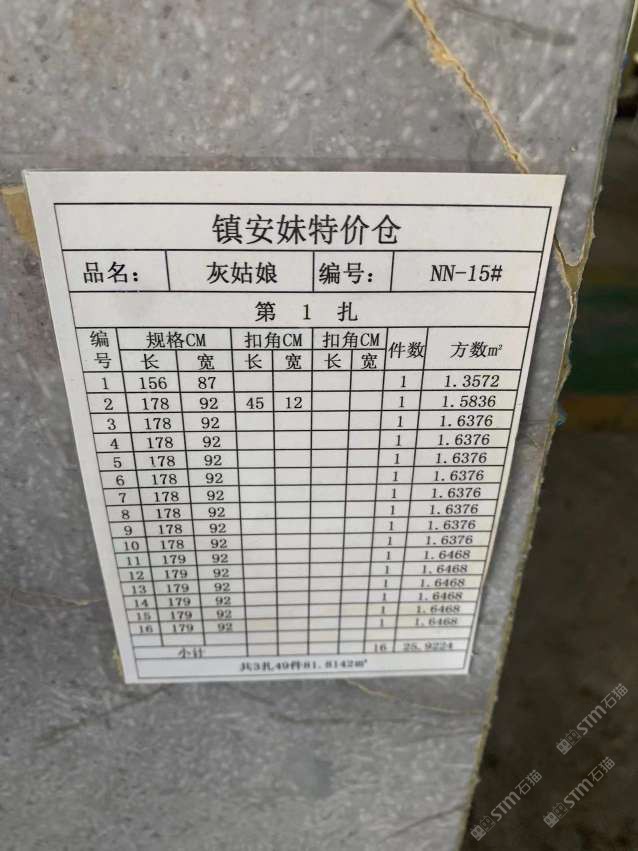 镇安妹特价仓
品名： 灰姑娘 编号： NN-15#
第 1 扎
编号 规格CM 扣角CM 扣角CM 件数 方数m²
长 宽 长 宽 长 宽
1 156 87 1 1.3572
2 178 92 45 12 1 1.5836
3 178 92 1 1.6376
4 178 92 1 1.6376
5 178 92 1 1.6376
6 178 92 1 1.6376
7 178 92 1 1.6376
8 178 92 1 1.6376
9 178 92 1 1.6376
10 178 92 1 1.6376
11 179 92 1 1.6468
12 179 92 1 1.6468
13 179 92 1 1.6468
14 179 92 1 1.6468
15 179 92 1 1.6468
16 179 92 1 1.6468
小计 16 25.9224
共3扎49件81.8142m²
STM石猫
STM石猫